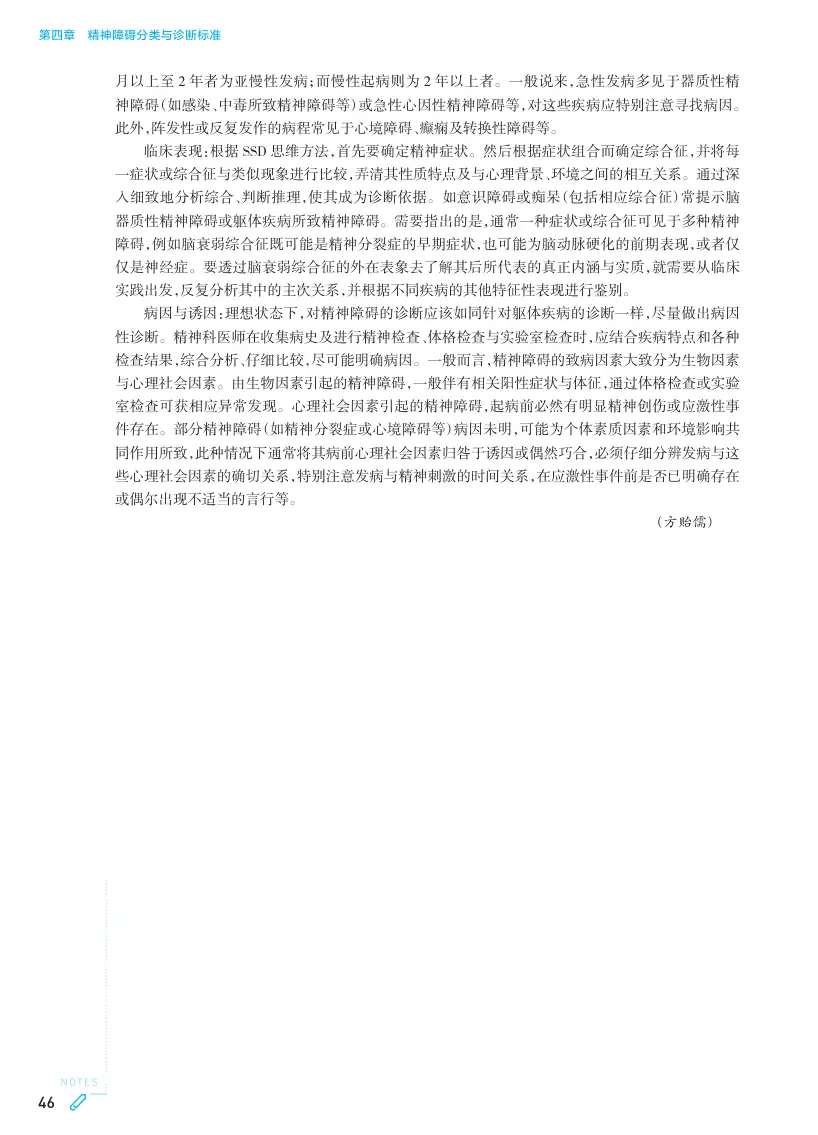 第四章 精神障碍分类与诊断标准
月以上至 2 年者为亚慢性发病;而慢性起病则为 2 年以上者。一般说来,急性发病多见于器质性精
神障碍(如感染、中毒所致精神障碍等)或急性心因性精神障碍等,对这些疾病应特别注意寻找病因。
此外,阵发性或反复发作的病程常见于心境障碍、癫痫及转换性障碍等。
临床表现:根据 SSD 思维方法,首先要确定精神症状。然后根据症状组合而确定综合征,并将每
一症状或综合征与类似现象进行比较,弄清其性质特点及与心理背景、环境之间的相互关系。通过深
入细致地分析综合、判断推理,使其成为诊断依据。如意识障碍或痴呆(包括相应综合征)常提示脑
器质性精神障碍或躯体疾病所致精神障碍。需要指出的是,通常一种症状或综合征可见于多种精神
障碍,例如脑衰弱综合征既可能是精神分裂症的早期症状,也可能为脑动脉硬化的前期表现,或者仅
仅是神经症。要透过脑衰弱综合征的外在表象去了解其后所代表的真正内涵与实质,就需要从临床
实践出发,反复分析其中的主次关系,并根据不同疾病的其他特征性表现进行鉴别。
病因与诱因:理想状态下,对精神障碍的诊断应该如同针对躯体疾病的诊断一样,尽量做出病因
性诊断。精神科医师在收集病史及进行精神检查、体格检查与实验室检查时,应结合疾病特点和各种
检查结果,综合分析、仔细比较,尽可能明确病因。一般而言,精神障碍的致病因素大致分为生物因素
与心理社会因素。由生物因素引起的精神障碍,一般伴有相关阳性症状与体征,通过体格检查或实验
室检查可获相应异常发现。心理社会因素引起的精神障碍,起病前必然有明显精神创伤或应激性事
件存在。部分精神障碍(如精神分裂症或心境障碍等)病因未明,可能为个体素质因素和环境影响共
同作用所致,此种情况下通常将其病前心理社会因素归咎于诱因或偶然巧合,必须仔细分辨发病与这
些心理社会因素的确切关系,特别注意发病与精神刺激的时间关系,在应激性事件前是否已明确存在
或偶尔出现不适当的言行等。
(方贻儒)
NOTES
46